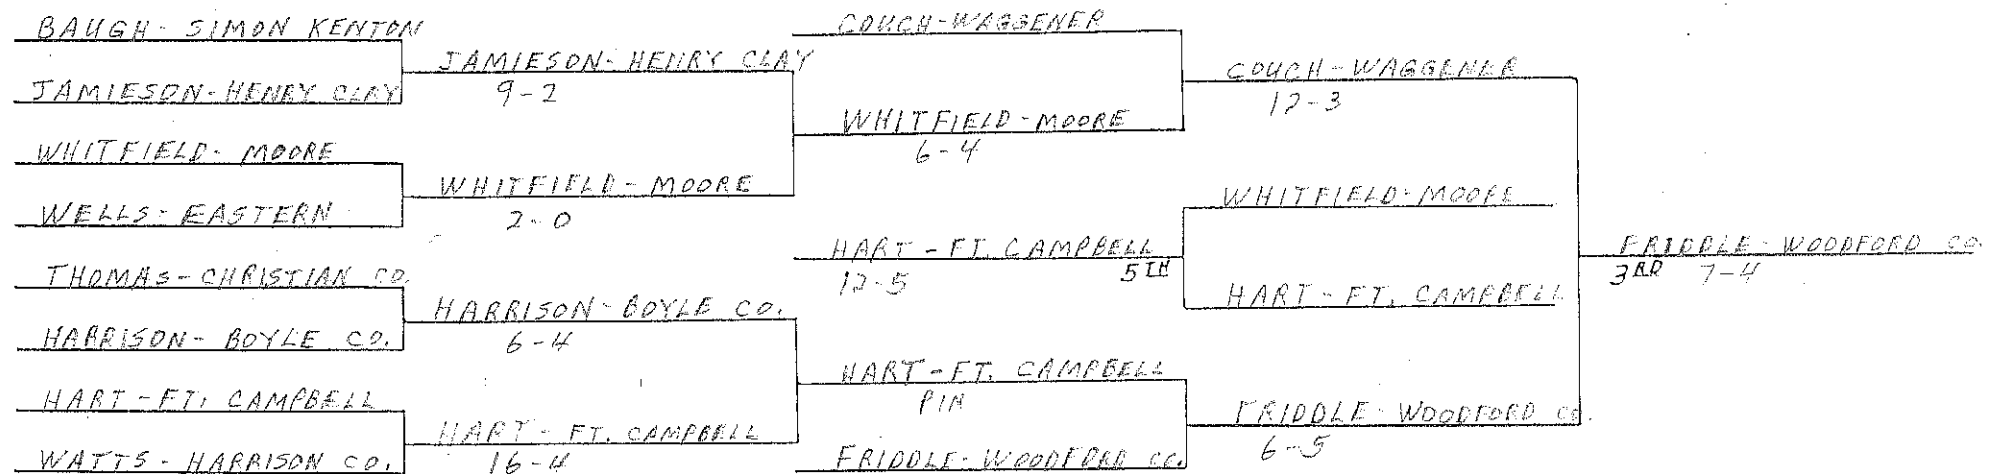 BAUGH - SIMON KENTON
JAMIESON - HENRY CLAY
WHITFIELD - MOORE
WELLS - EASTERN
THOMAS - CHRISTIAN CO.
HARRISON - BOYLE CO.
HART - FT. CAMPBELL
WATTS - HARRISON CO.
JAMIESON - HENRY CLAY
9-2
WHITFIELD - MOORE
2-0
HARRISON - BOYLE CO.
6-4
HART - FT. CAMPBELL
16-4
COUCH - WAGGENER
WHITFIELD - MOORE
6-4
HART - FT. CAMPBELL
12-5 5TH
HART - FT. CAMPBELL
PIN
FRIDDLE - WOODFORD CO.
COUCH - WAGGENER
12-3
WHITFIELD - MOORE
HART - FT. CAMPBELL
FRIDDLE - WOODFORD CO.
6-5
FRIDDLE - WOODFORD CO.
3RD 7-4